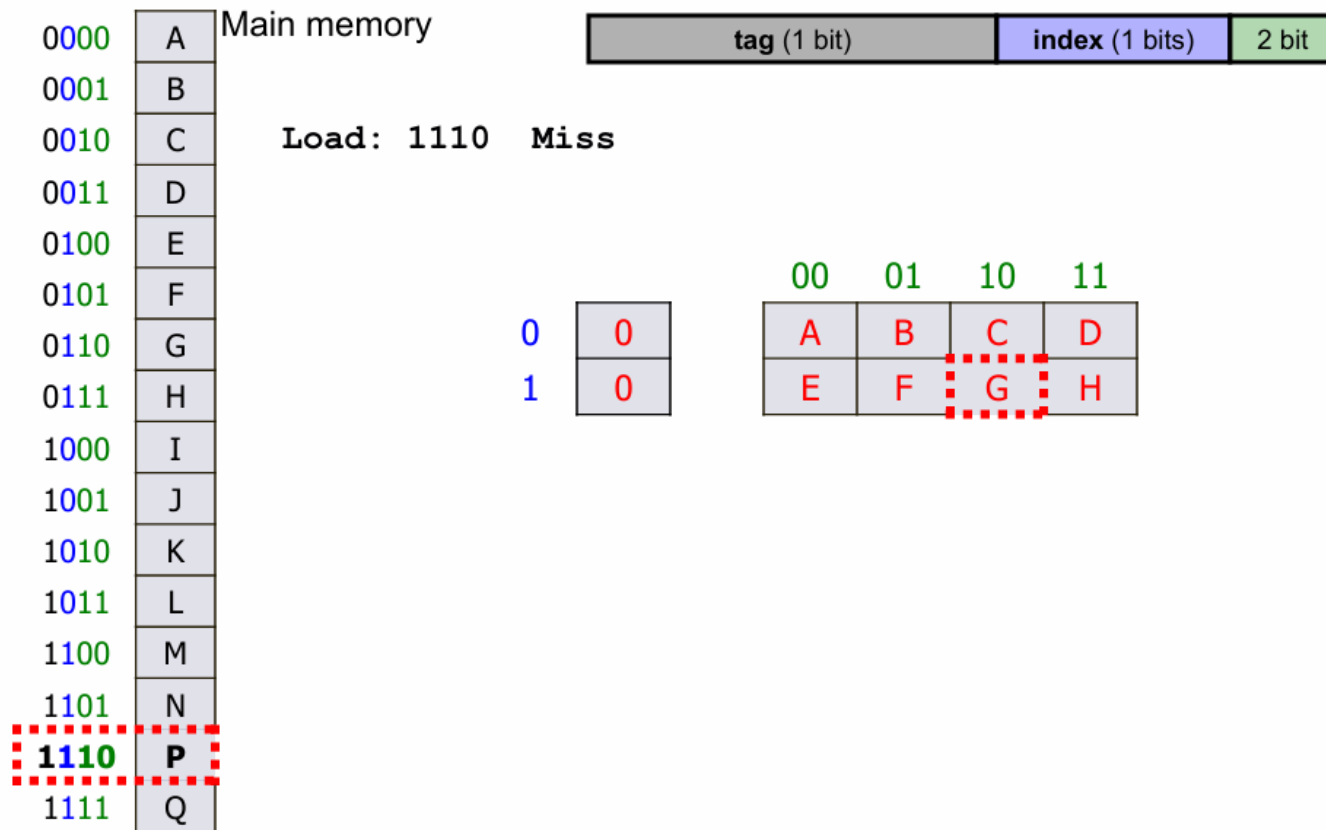 Main memory
tag (1 bit) index (1 bits) 2 bit
0000 A
0001 B
0010 C
0011 D
0100 E
0101 F
0110 G
0111 H
1000 I
1001 J
1010 K
1011 L
1100 M
1101 N
1110 P
1111 Q
Load: 1110 Miss
00 01 10 11
0 0 A B C D
1 0 E F G H